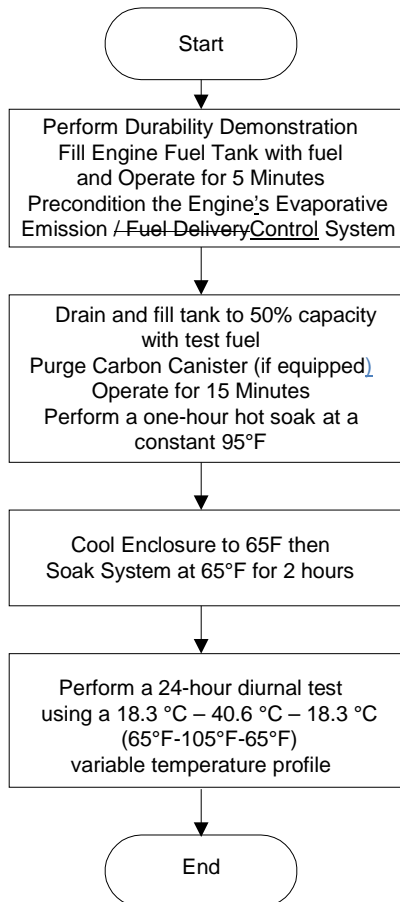 Start
Perform Durability Demonstration
Fill Engine Fuel Tank with fuel
and Operate for 5 Minutes
Precondition the Engine's Evaporative
Emission / Fuel DeliveryControl System
Drain and fill tank to 50% capacity
with test fuel
Purge Carbon Canister (if equipped)
Operate for 15 Minutes
Perform a one-hour hot soak at a
constant 95°F
Cool Enclosure to 65F then
Soak System at 65°F for 2 hours
Perform a 24-hour diurnal test
using a 18.3 °C – 40.6 °C – 18.3 °C
(65°F-105°F-65°F)
variable temperature profile
End